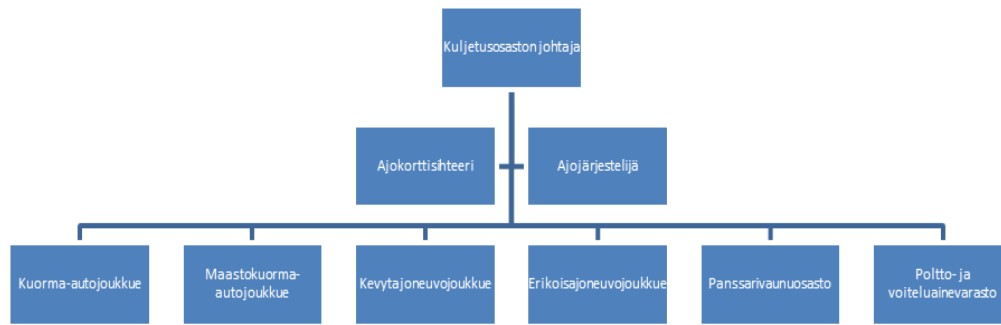 Kuljetusosaston johtaja
Ajokorttisihteeri
Ajojärjestelijä
Kuorma-autojoukkue
Maastokuorma-
autojoukkue
Kevytajoneuvojoukkue
Erikoisajoneuvojoukkue
Panssarivaunuosasto
Poltto- ja
voiteluainevarasto